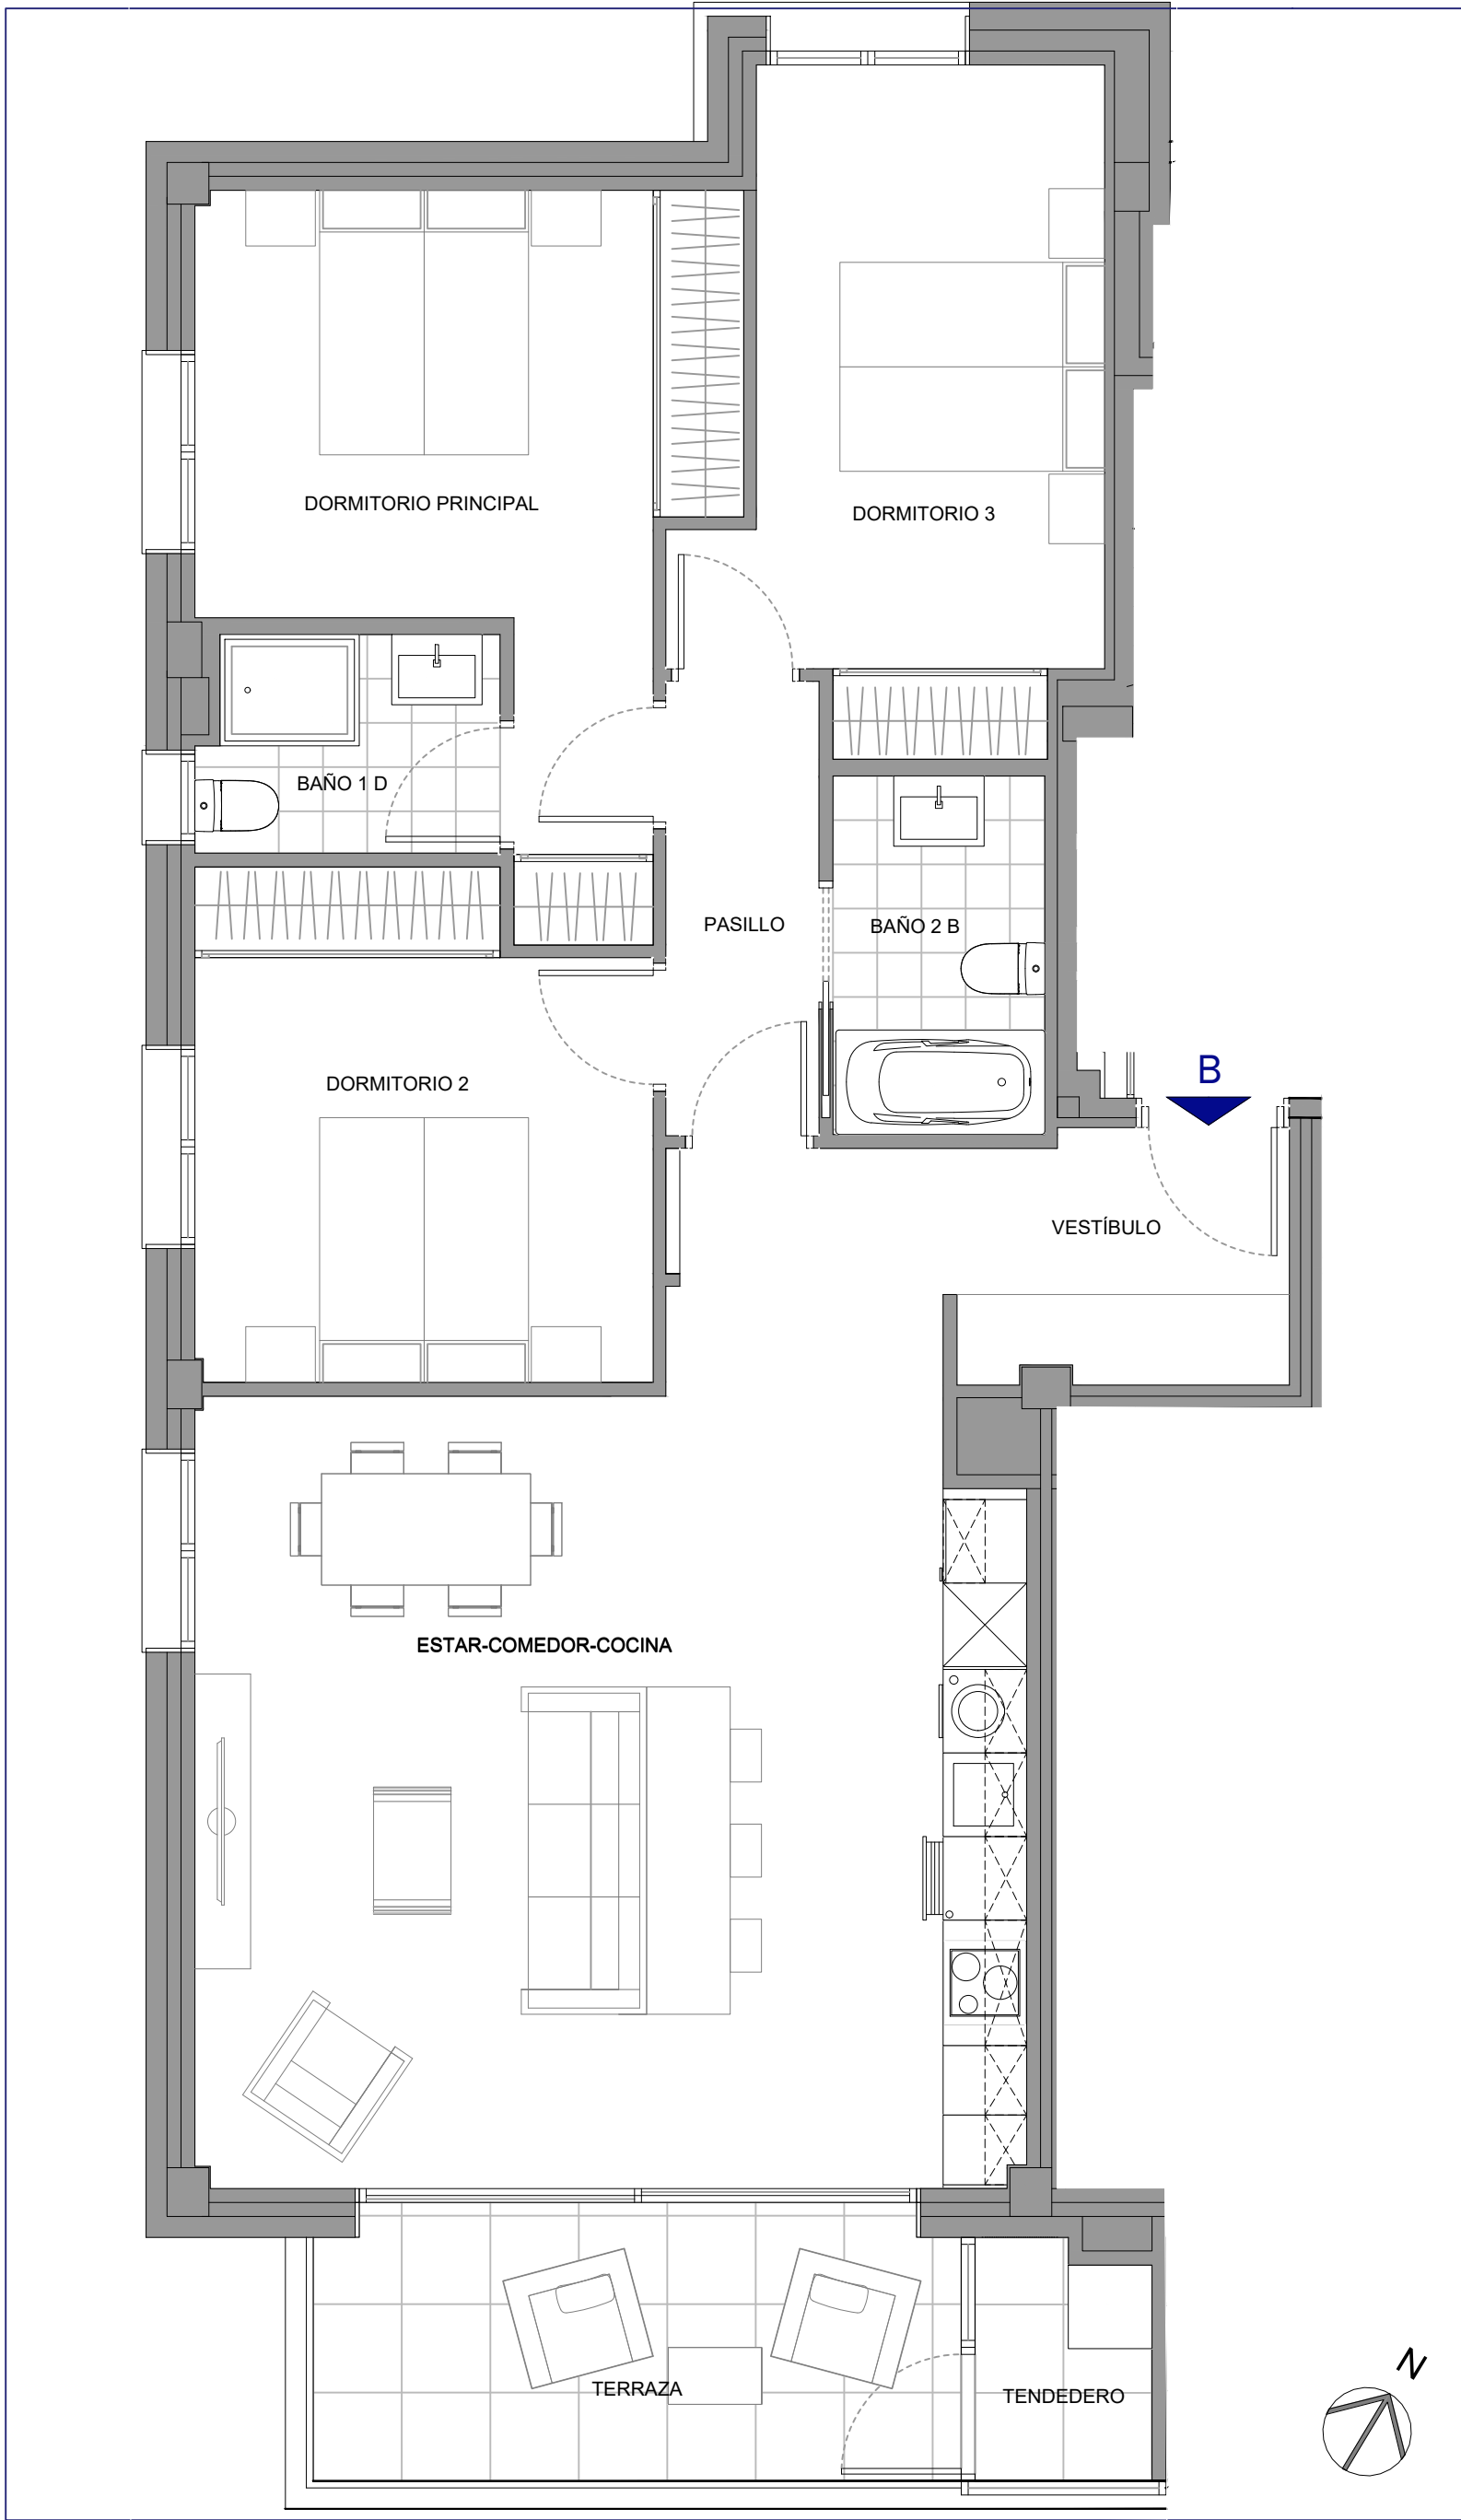 DORMITORIO PRINCIPAL
DORMITORIO 3
BAÑO 1 D
PASILLO
BAÑO 2 B
DORMITORIO 2
B
VESTÍBULO
ESTAR-COMEDOR-COCINA
TERRAZA
TENDEDERO
N